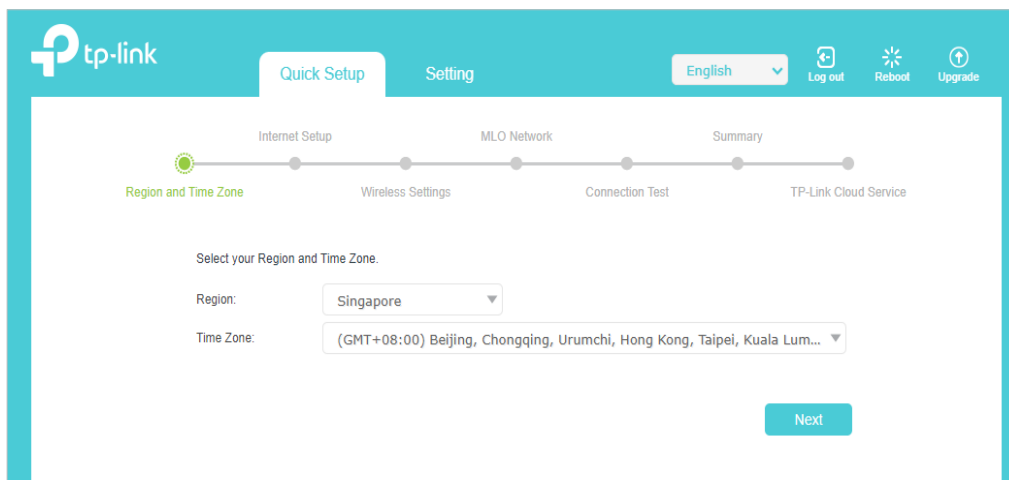 tp-link
Quick Setup
Setting
English
Log out
Reboot
Upgrade
Internet Setup
MLO Network
Summary
Region and Time Zone
Wireless Settings
Connection Test
TP-Link Cloud Service
Select your Region and Time Zone.
Region:
Singapore
Time Zone:
(GMT+08:00) Beijing, Chongqing, Urumchi, Hong Kong, Taipei, Kuala Lum...
Next